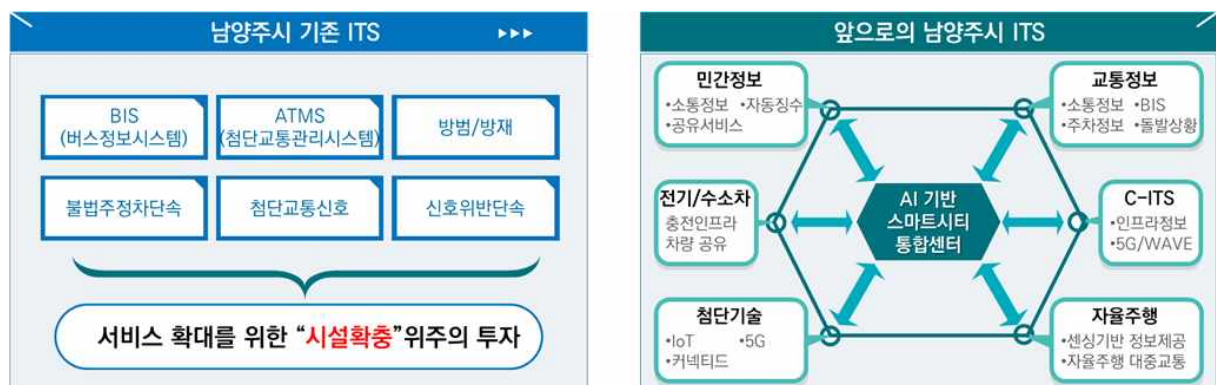 남양주시 기존 ITS
BIS
(버스정보시스템)
ATMS
(첨단교통관리시스템)
방범/방재
불법주정차단속
첨단교통신호
신호위반단속
서비스 확대를 위한 “시설확충”위주의 투자
앞으로의 남양주시 ITS
민간정보
•소통정보 •자동징수
•공유서비스
교통정보
•소통정보 •BIS
•주차정보 •돌발상황
전기/수소차
충전인프라
차량 공유
AI 기반
스마트시티
통합센터
C-ITS
•인프라정보
•5G/WAVE
첨단기술
•IoT •5G
•커넥티드
자율주행
•센싱기반 정보제공
•자율주행 대중교통